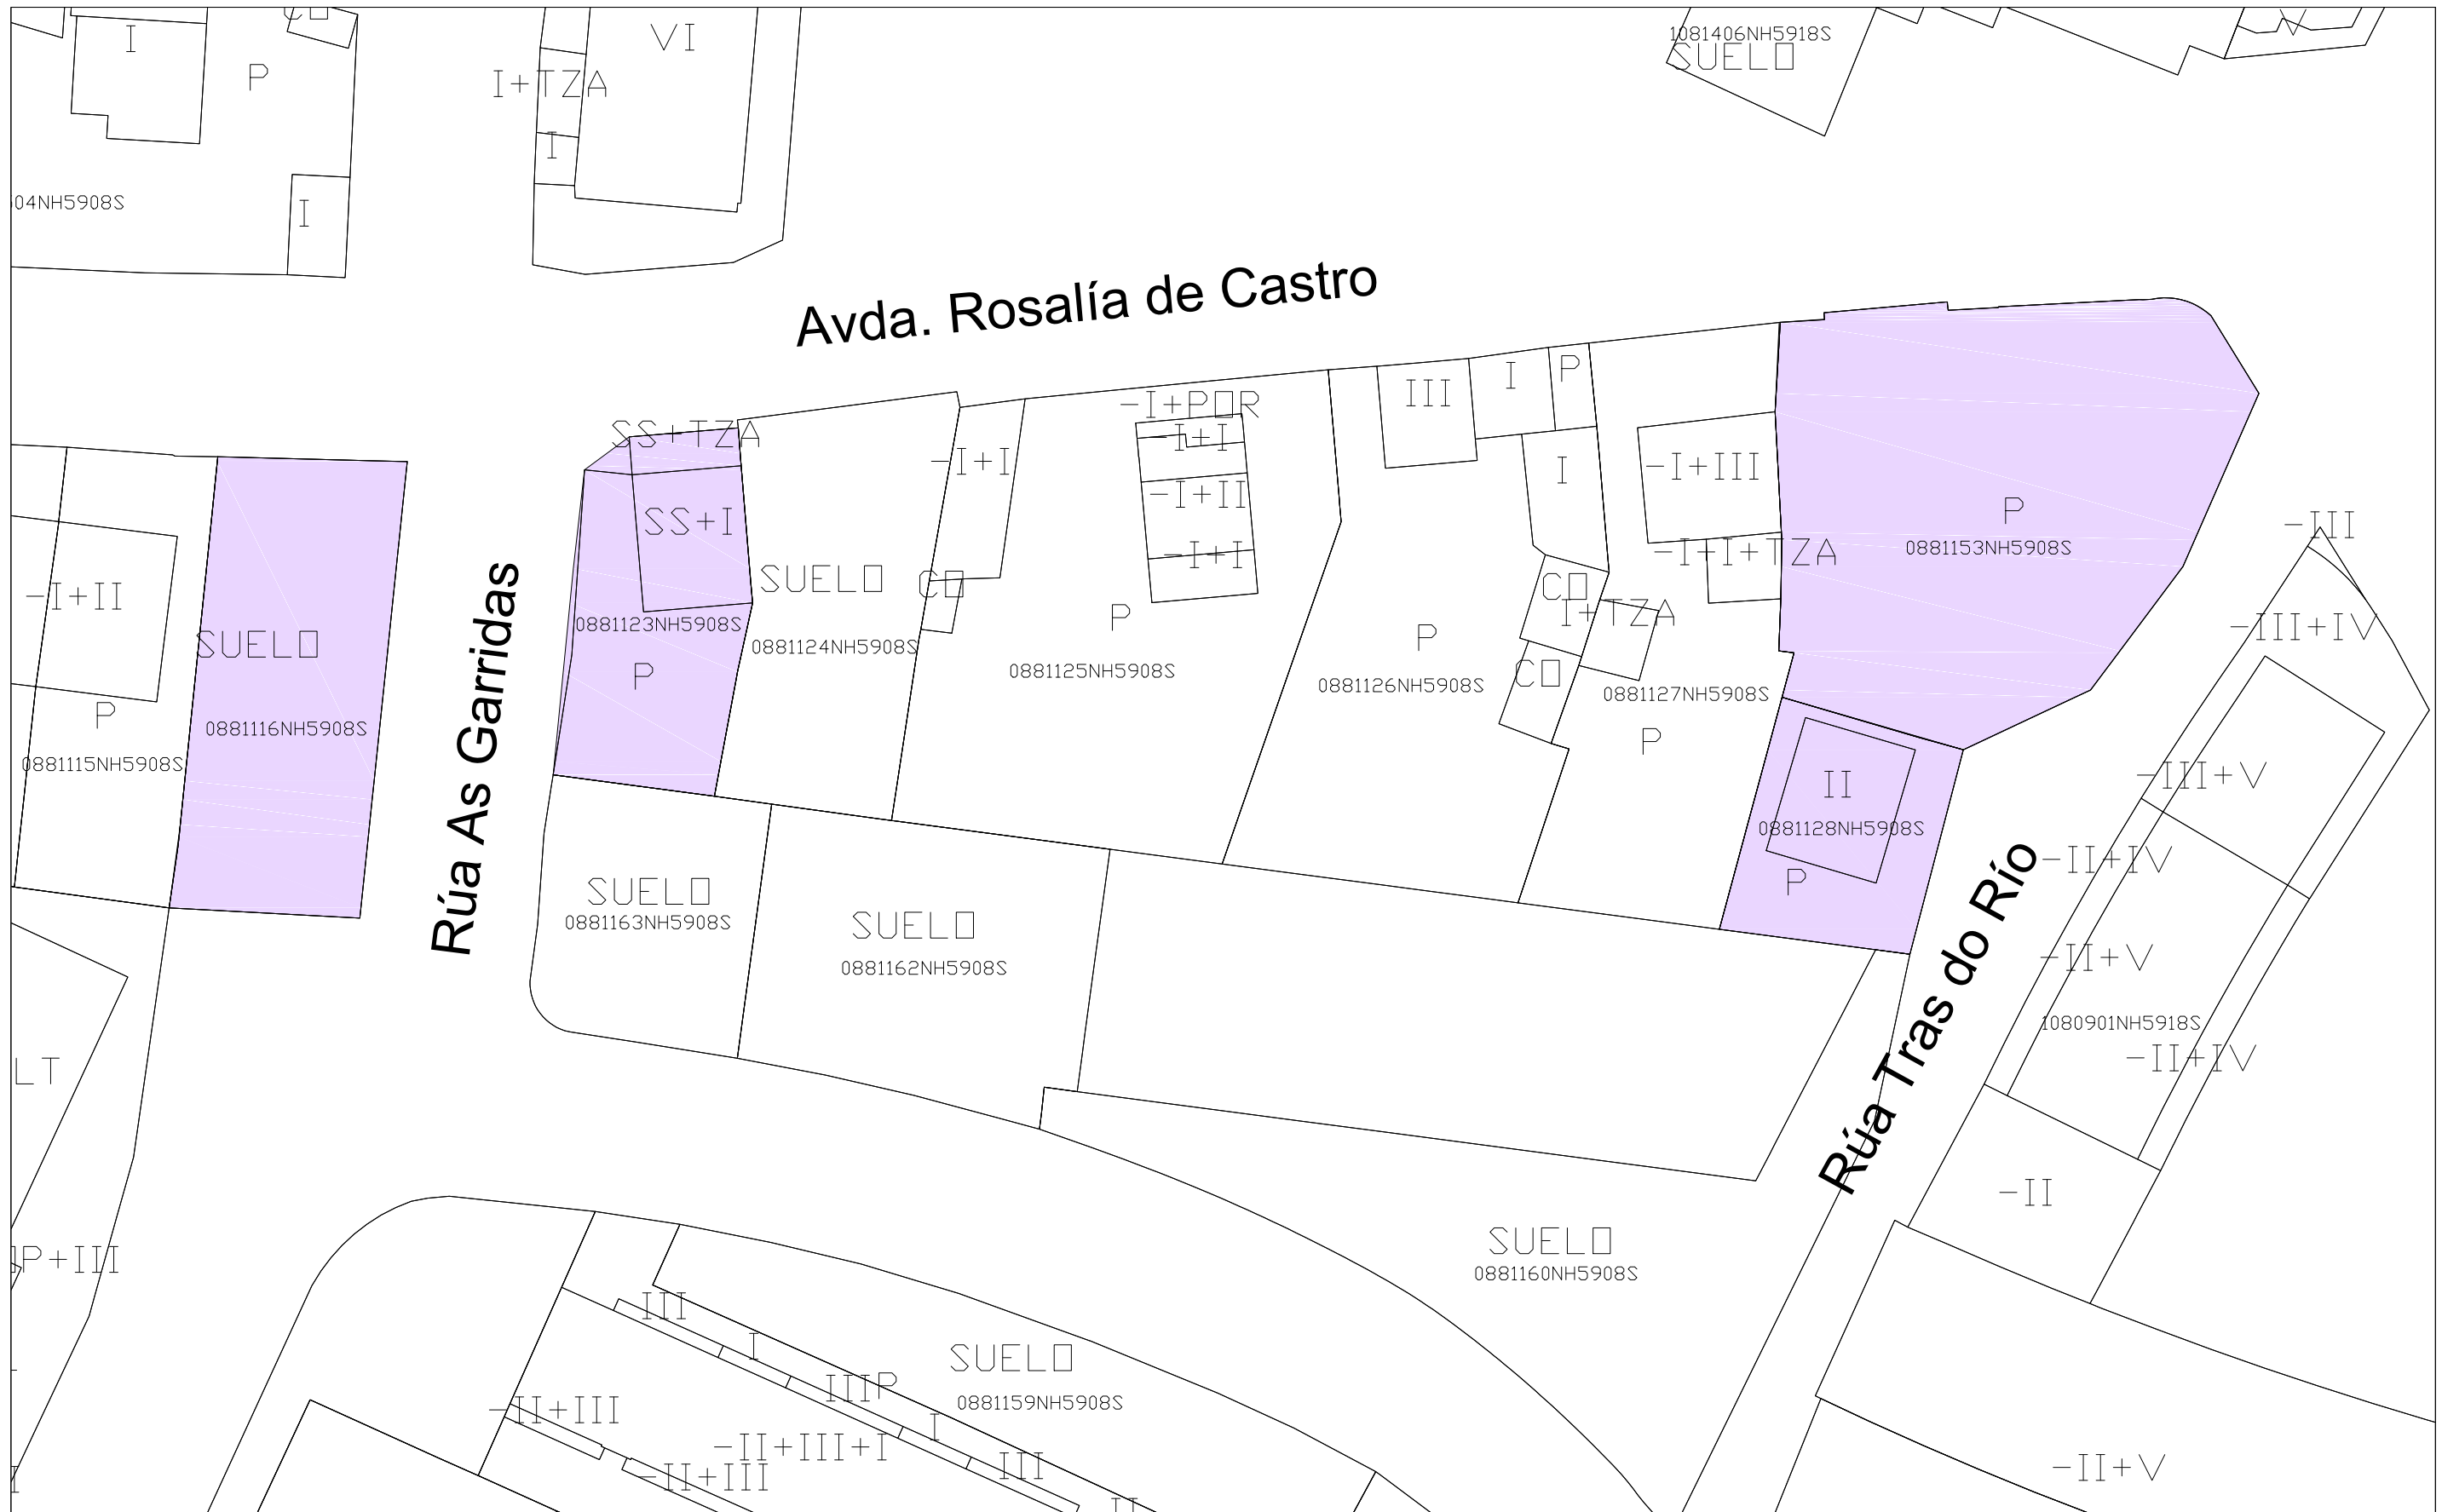 CO
I
P
VI
V
1081406NH5918S
SUELO
I+TZA
I
04NH5908S
I
Avda. Rosalía de Castro
III
I
P
-I+POR
SS+TZA
-I+I
-I+I
-I+III
I
-I+II
SS+I
P
-III
0881153NH5908S
-I+I
-I+I+TZA
SUELO
CO
CO
-I+II
I+TZA
P
0881123NH5908S
-III+IV
P
SUELO
0881124NH5908S
0881125NH5908S
P
CO
0881126NH5908S
0881127NH5908S
P
0881116NH5908S
P
0881115NH5908S
Rúa As Garridas
-III+V
II
0881128NH5908S
-II+IV
P
SUELO
0881163NH5908S
SUELO
0881162NH5908S
-II+V
Rúa Tras do Río
1080901NH5918S
-II+IV
LT
-II
SUELO
0881160NH5908S
P+III
III
I
SUELO
IIIP
0881159NH5908S
-II+III
I
-II+III+I
III
-II+III
-II+V
I
II